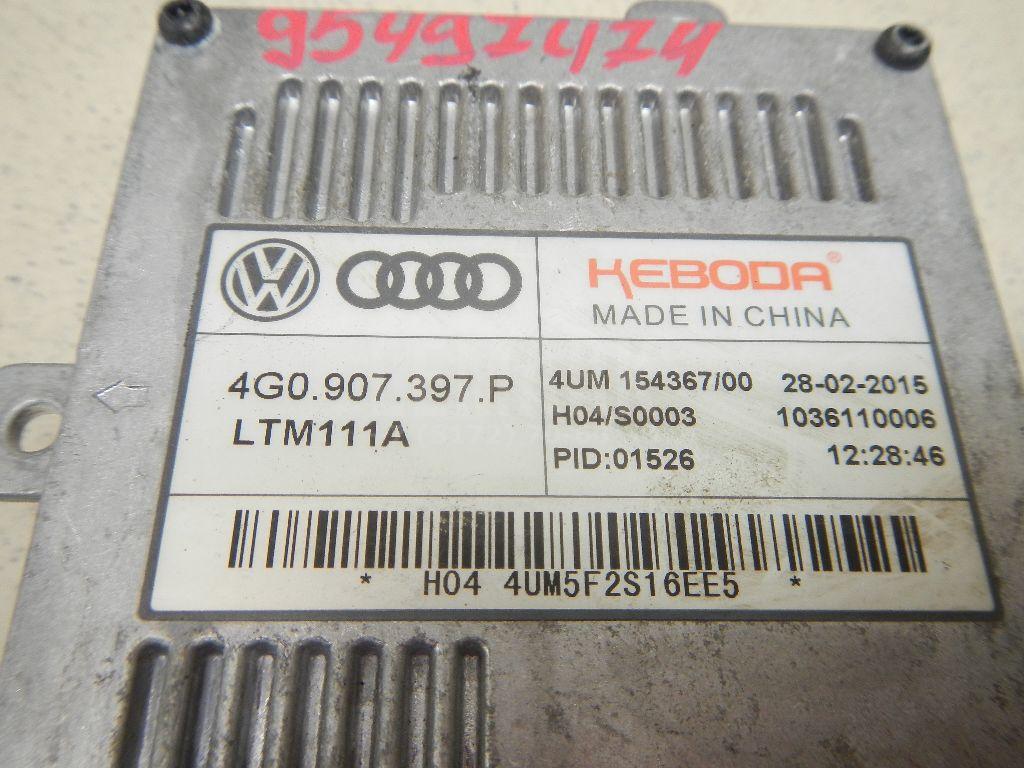 95497474
KEBODA®
MADE IN CHINA
4G0.907.397.P
LTM111A
4UM 154367/00 28-02-2015
H04/S0003 1036110006
PID:01526 12:28:46
* H04 4UM5F2S16EE5 *